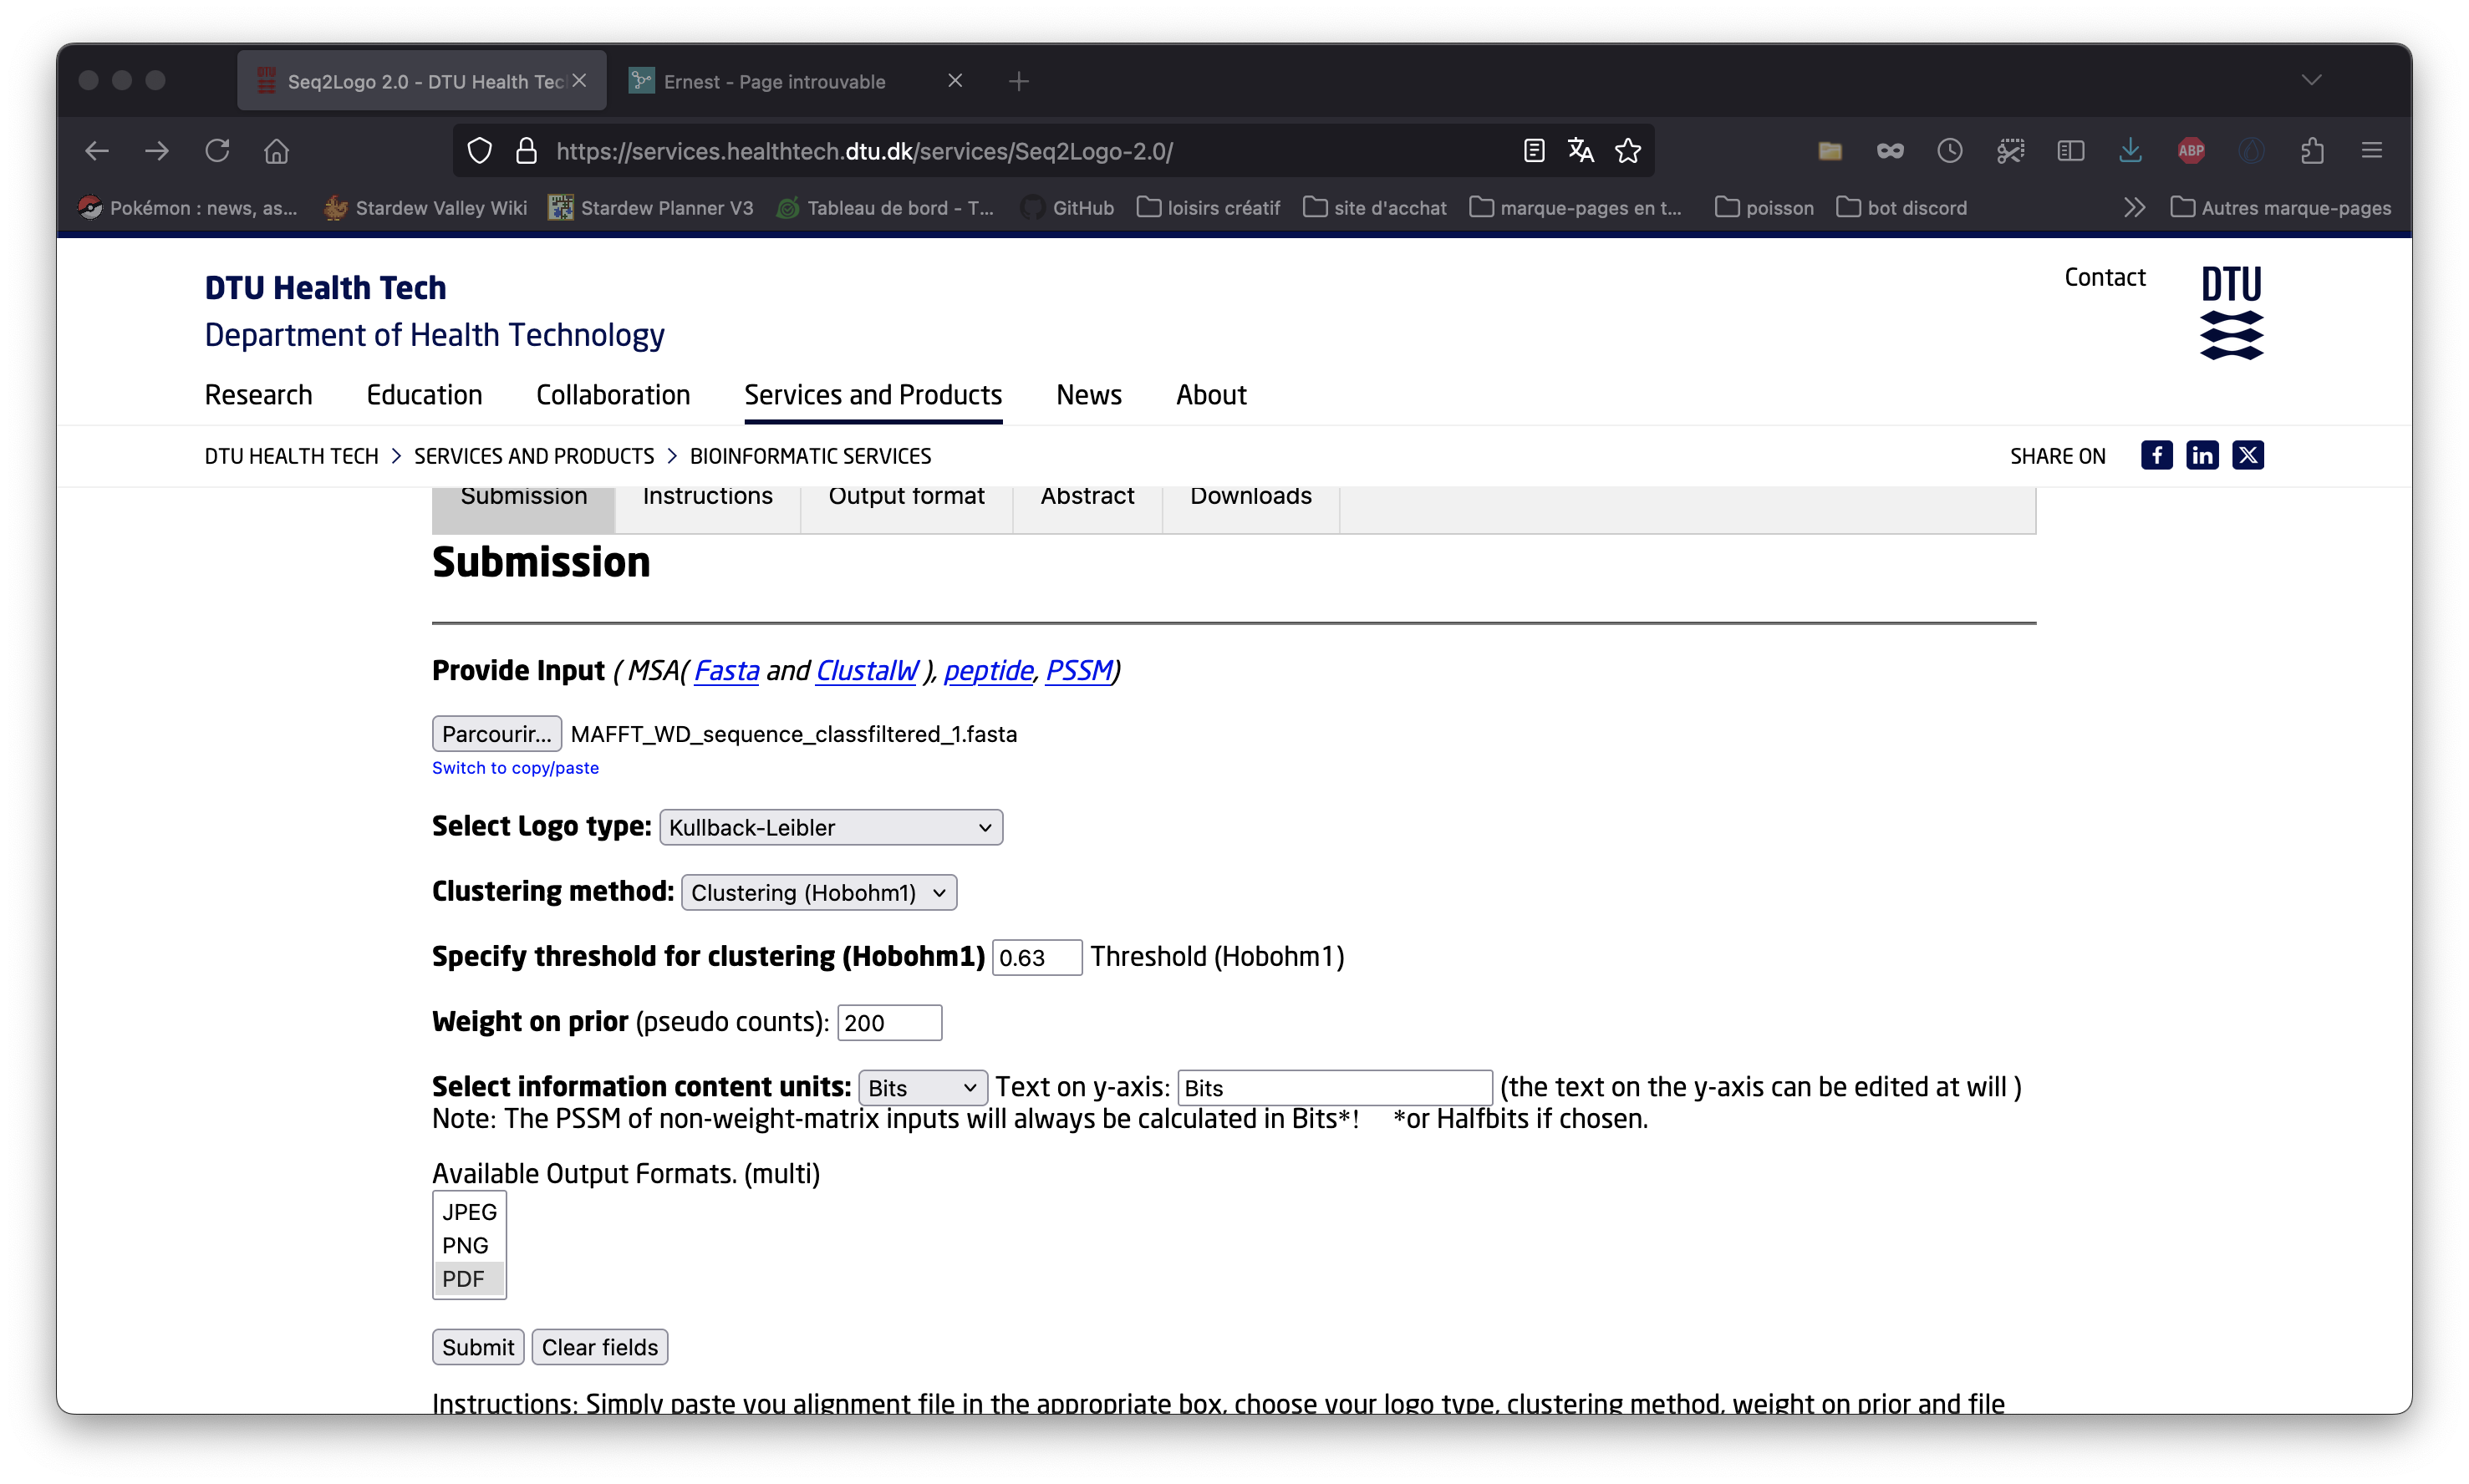 Seq2Logo 2.0 - DTU Health Tec
Ernest - Page introuvable
https://services.healthtech.dtu.dk/services/Seq2Logo-2.0/
ABP
Pokémon : news, as...
Stardew Valley Wiki
Stardew Planner V3
Tableau de bord - T...
GitHub
loisirs créatif
site d'acchat
marque-pages en t...
poisson
bot discord
Autres marque-pages
DTU Health Tech
Department of Health Technology
Contact
DTU
Research Education Collaboration Services and Products News About
DTU HEALTH TECH > SERVICES AND PRODUCTS > BIOINFORMATIC SERVICES
SHARE ON
Submission Instructions Output format Abstract Downloads
Submission
Provide Input ( MSA( Fasta and ClustalW ), peptide, PSSM)
Parcourir... MAFFT_WD_sequence_classfiltered_1.fasta
Switch to copy/paste
Select Logo type: Kullback-Leibler
Clustering method: Clustering (Hobohm1)
Specify threshold for clustering (Hobohm1) 0.63 Threshold (Hobohm1)
Weight on prior (pseudo counts): 200
Select information content units: Bits Text on y-axis: Bits (the text on the y-axis can be edited at will )
Note: The PSSM of non-weight-matrix inputs will always be calculated in Bits*! *or Halfbits if chosen.
Available Output Formats. (multi)
JPEG
PNG
PDF
Submit Clear fields
Instructions: Simply paste you alignment file in the appropriate box, choose your logo type, clustering method, weight on prior and file